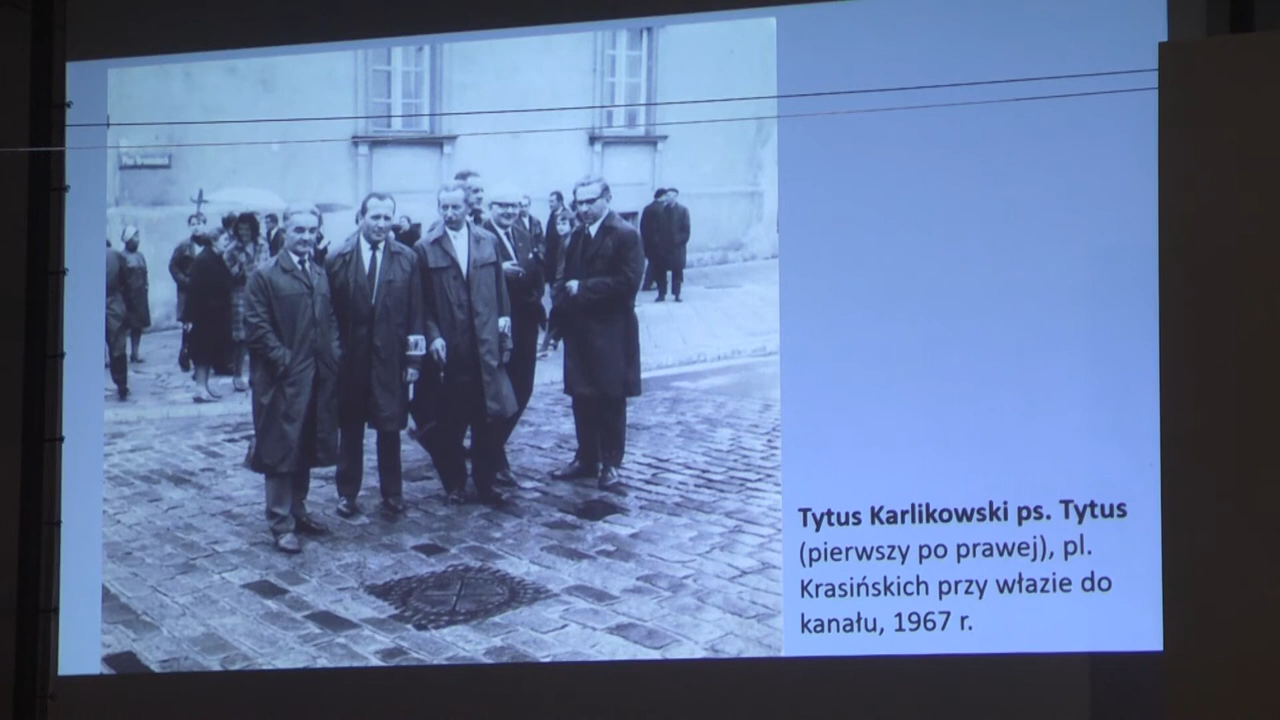 Tytus Karlikowski ps. Tytus
(pierwszy po prawej), pl.
Krasińskich przy włazie do
kanału, 1967 r.